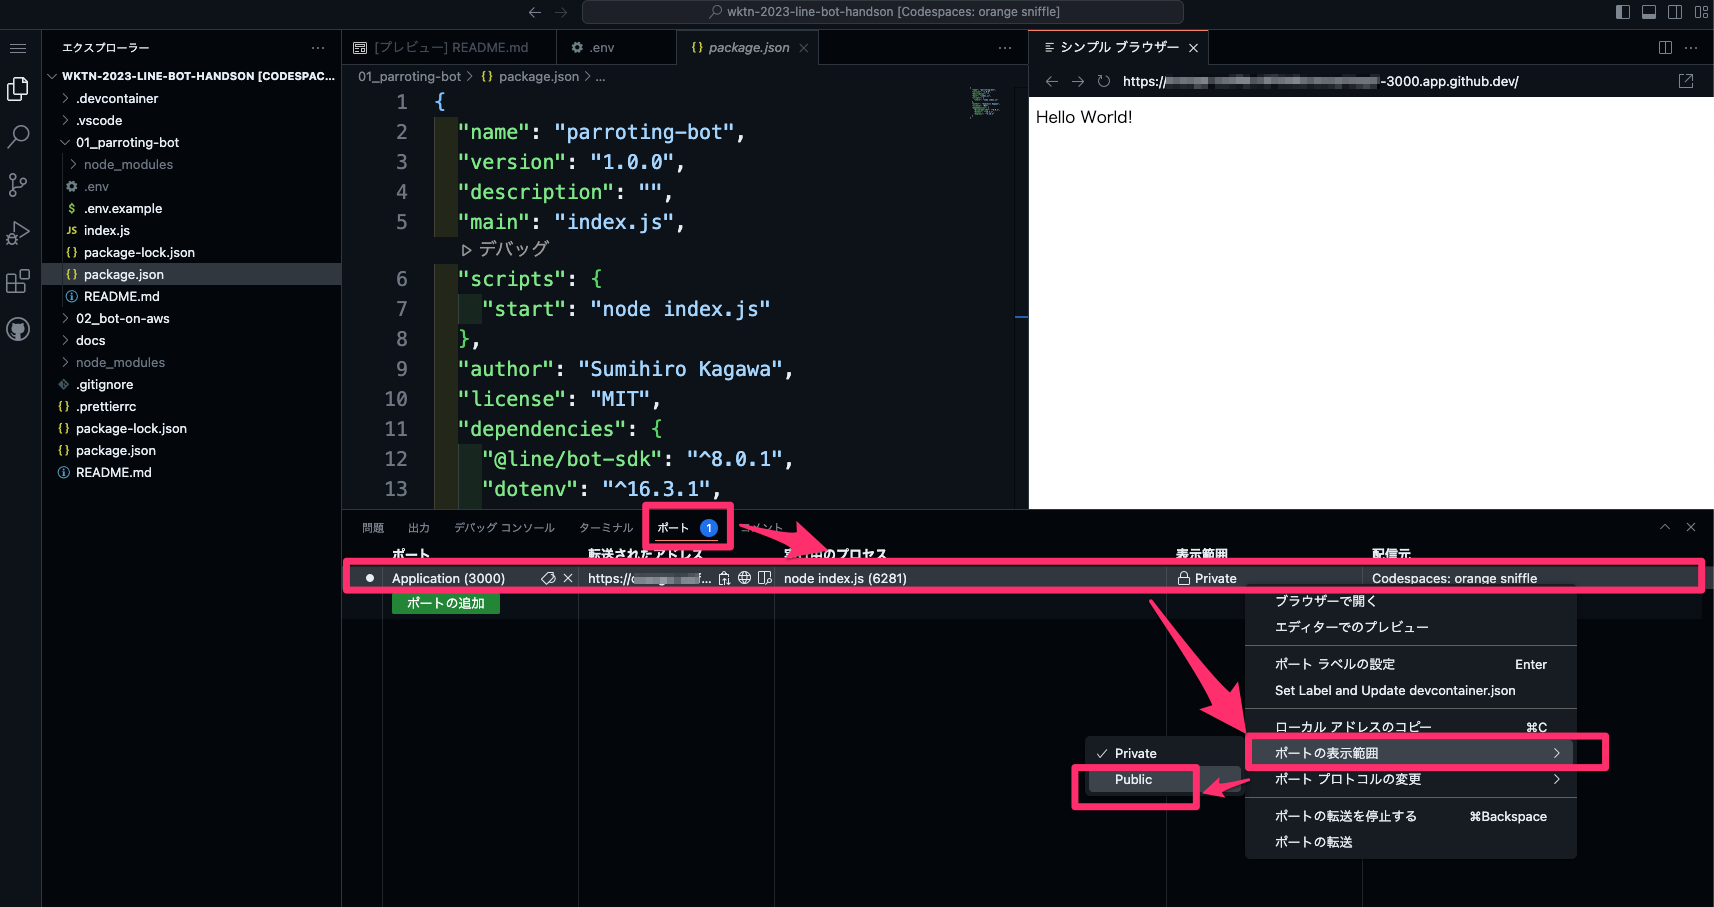 wktn-2023-line-bot-handson [Codespaces: orange sniffle]
エクスプローラー
WKTN-2023-LINE-BOT-HANDSON [CODESPAC...
.devcontainer
.vscode
01_parroting-bot
node_modules
.env
.env.example
index.js
package-lock.json
package.json
README.md
02_bot-on-aws
docs
node_modules
.gitignore
.prettierrc
package-lock.json
package.json
README.md
[プレビュー] README.md
.env
package.json
01_parroting-bot > {} package.json > ...
1 {
2 "name": "parroting-bot",
3 "version": "1.0.0",
4 "description": "",
5 "main": "index.js",
デバッグ
6 "scripts": {
7 "start": "node index.js"
8 },
9 "author": "Sumihiro Kagawa",
10 "license": "MIT",
11 "dependencies": {
12 "@line/bot-sdk": "^8.0.1",
13 "dotenv": "^16.3.1",
シンプル ブラウザー
https:// -3000.app.github.dev/
Hello World!
問題 出力 デバッグ コンソール ターミナル ポート 1 コメント
ポート 転送されたアドレス 実行中のプロセス 表示範囲 配信元
Application (3000) https:// ... node index.js (6281) Private Codespaces: orange sniffle
ポートの追加
ブラウザーで開く
エディターでのプレビュー
ポート ラベルの設定 Enter
Set Label and Update devcontainer.json
ローカル アドレスのコピー ⌘C
ポートの表示範囲
ポート プロトコルの変更
ポートの転送を停止する ⌘Backspace
ポートの転送
Private
Public